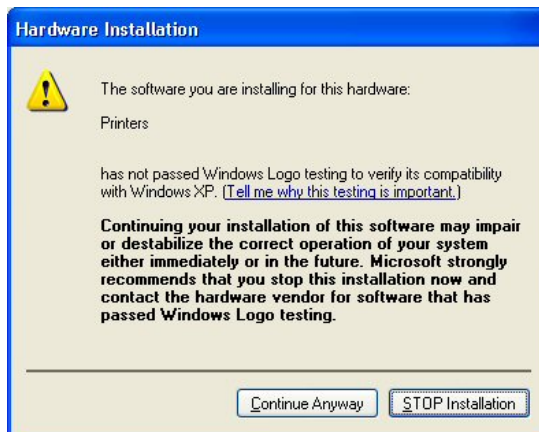 Hardware Installation
The software you are installing for this hardware:
Printers
has not passed Windows Logo testing to verify its compatibility
with Windows XP. (Tell me why this testing is important.)
Continuing your installation of this software may impair
or destabilize the correct operation of your system
either immediately or in the future. Microsoft strongly
recommends that you stop this installation now and
contact the hardware vendor for software that has
passed Windows Logo testing.
Continue Anyway
STOP Installation